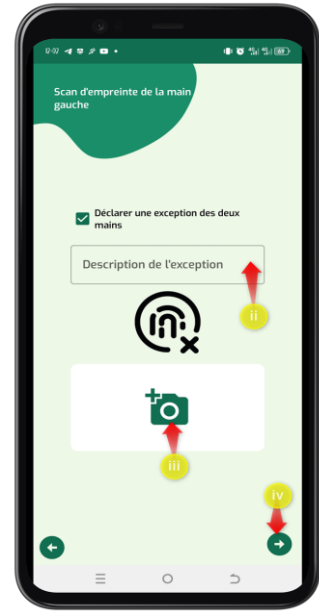 Scan d'empreinte de la main
gauche
Déclarer une exception des deux
mains
Description de l'exception
ii
iii
iv